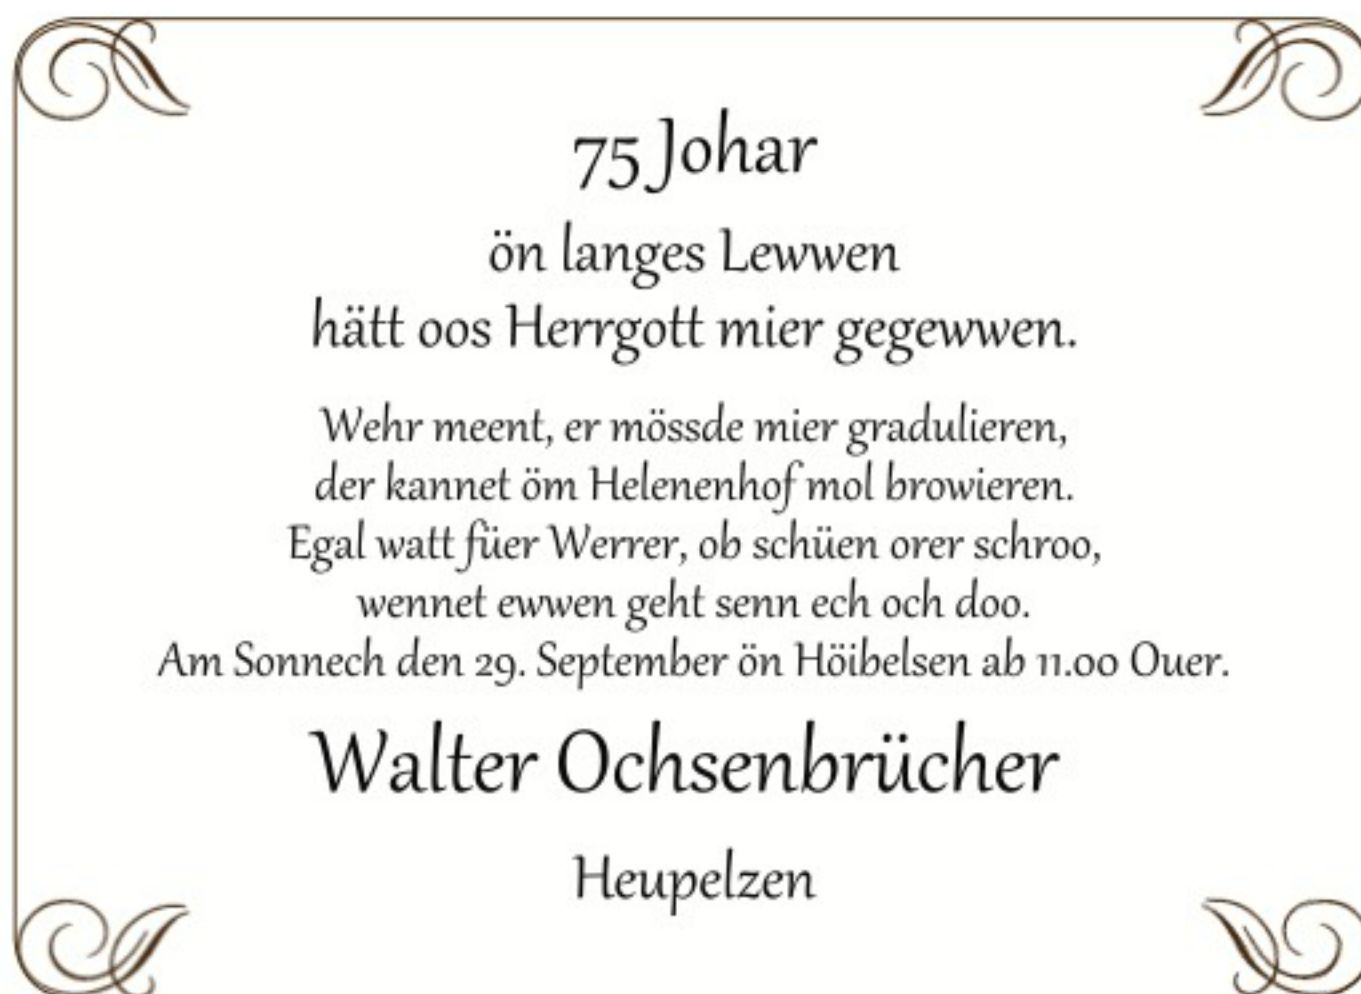 75 Johar
ön langes Lewwen
hätt oos Herrgott mier gegewwen.
Wehr meent, er mössde mier gradulieren,
der kannet öm Helenenhof mol browieren.
Egal watt füer Werrer, ob schüen orer schroo,
wennet ewwen geht senn ech och doo.
Am Sonnech den 29. September ön Höibelsen ab 11.00 Ouer.
Walter Ochsenbrücher
Heupelzen